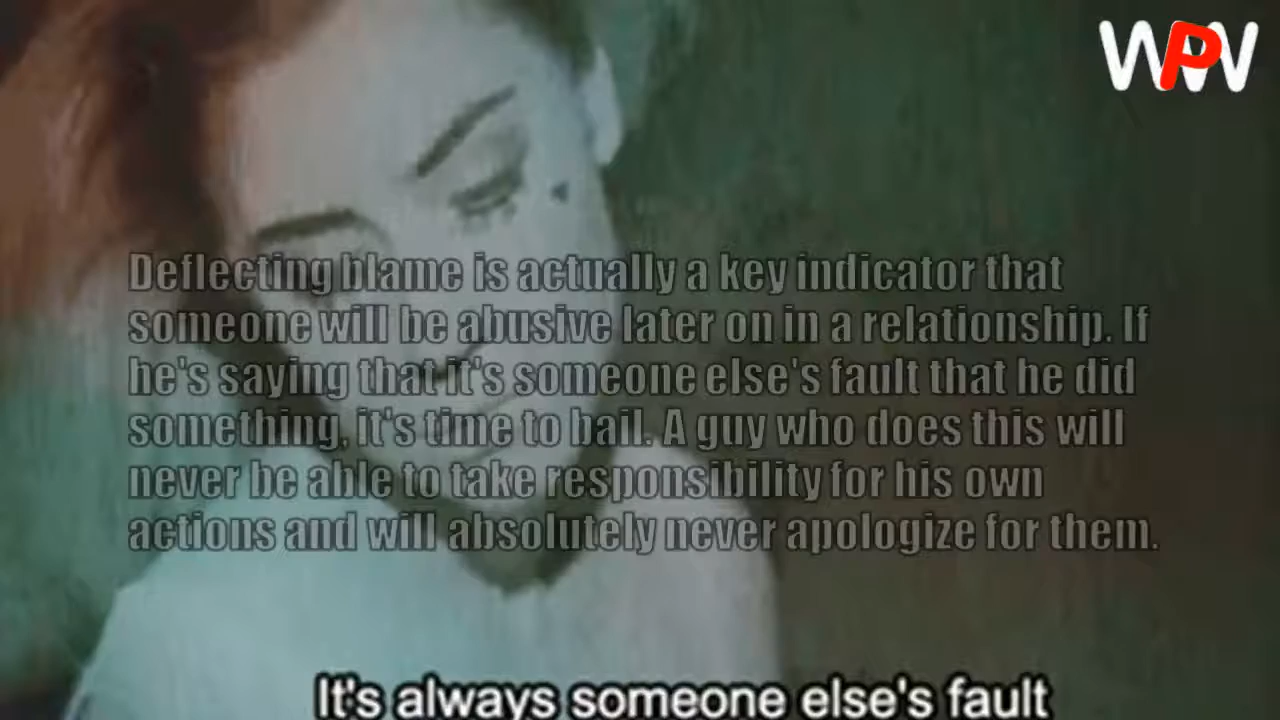 WPW
Deflecting blame is actually a key indicator that
someone will be abusive later on in a relationship. If
he's saying that it's someone else's fault that he did
something, it's time to bail. A guy who does this will
never be able to take responsibility for his own
actions and will absolutely never apologize for them.
It's always someone else's fault